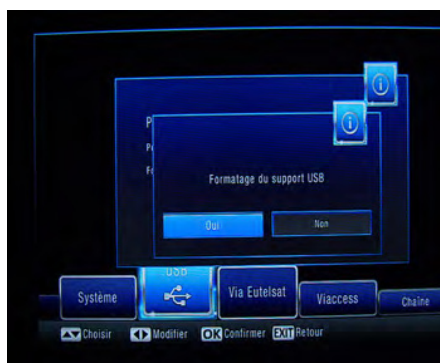 Formatage du support USB
Oui Non
USB
Système Via Eutelsat Viaccess Chaîne
Choisir Modifier OK Confirmer EXIT Retour